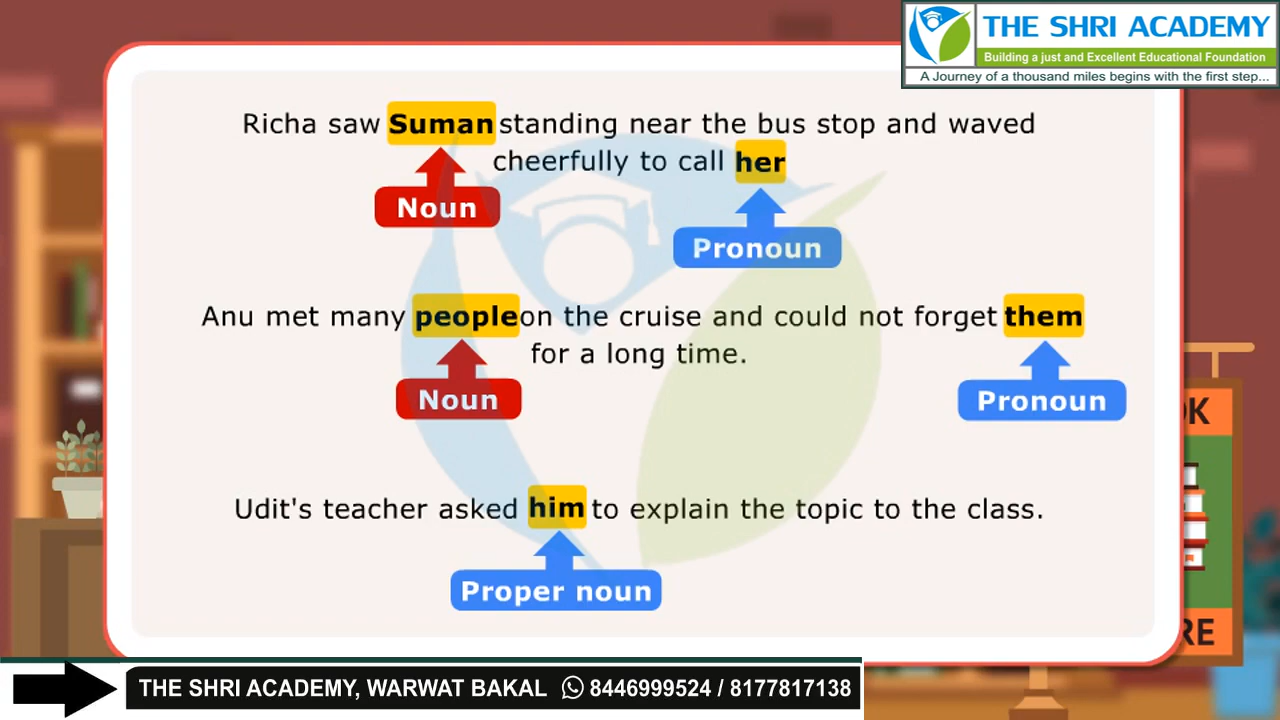 THE SHRI ACADEMY
Building a just and Excellent Educational Foundation
A Journey of a thousand miles begins with the first step...
Richa saw Suman standing near the bus stop and waved
cheerfully to call her
Noun
Pronoun
Anu met many people on the cruise and could not forget them
for a long time.
Noun
Pronoun
Udit's teacher asked him to explain the topic to the class.
Proper noun
THE SHRI ACADEMY, WARWAT BAKAL 8446999524 / 8177817138